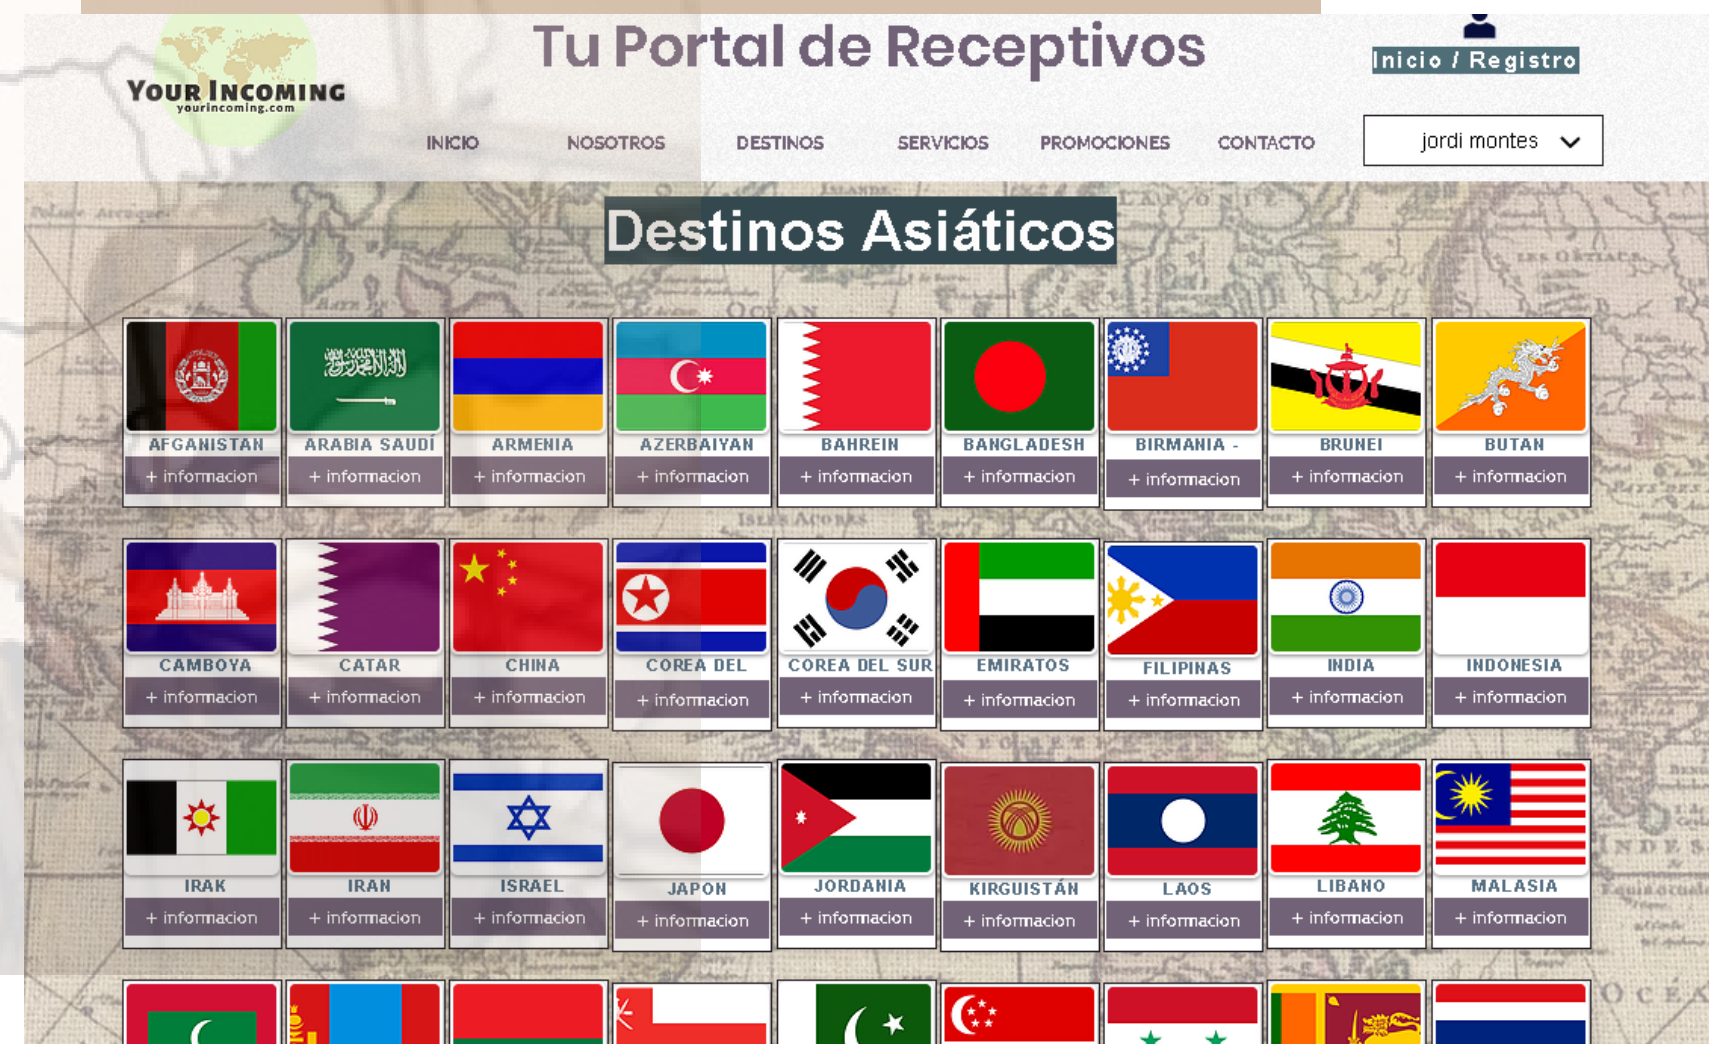 Tu Portal de Receptivos
YOUR INCOMING
yourincoming.com
Inicio / Registro
INICIO
NOSOTROS
DESTINOS
SERVICIOS
PROMOCIONES
CONTACTO
jordi montes
Destinos Asiáticos
AFGANISTAN
ARABIA SAUDÍ
ARMENIA
AZERBAIYAN
BAHREIN
BANGLADESH
BIRMANIA -
BRUNEI
BUTAN
+ informacion
+ informacion
+ informacion
+ informacion
+ informacion
+ informacion
+ informacion
+ informacion
+ informacion
CAMBOYA
CATAR
CHINA
COREA DEL
COREA DEL SUR
EMIRATOS
FILIPINAS
INDIA
INDONESIA
+ informacion
+ informacion
+ informacion
+ informacion
+ informacion
+ informacion
+ informacion
+ informacion
+ informacion
IRAK
IRAN
ISRAEL
JAPON
JORDANIA
KIRGUISTÁN
LAOS
LIBANO
MALASIA
+ informacion
+ informacion
+ informacion
+ informacion
+ informacion
+ informacion
+ informacion
+ informacion
+ informacion